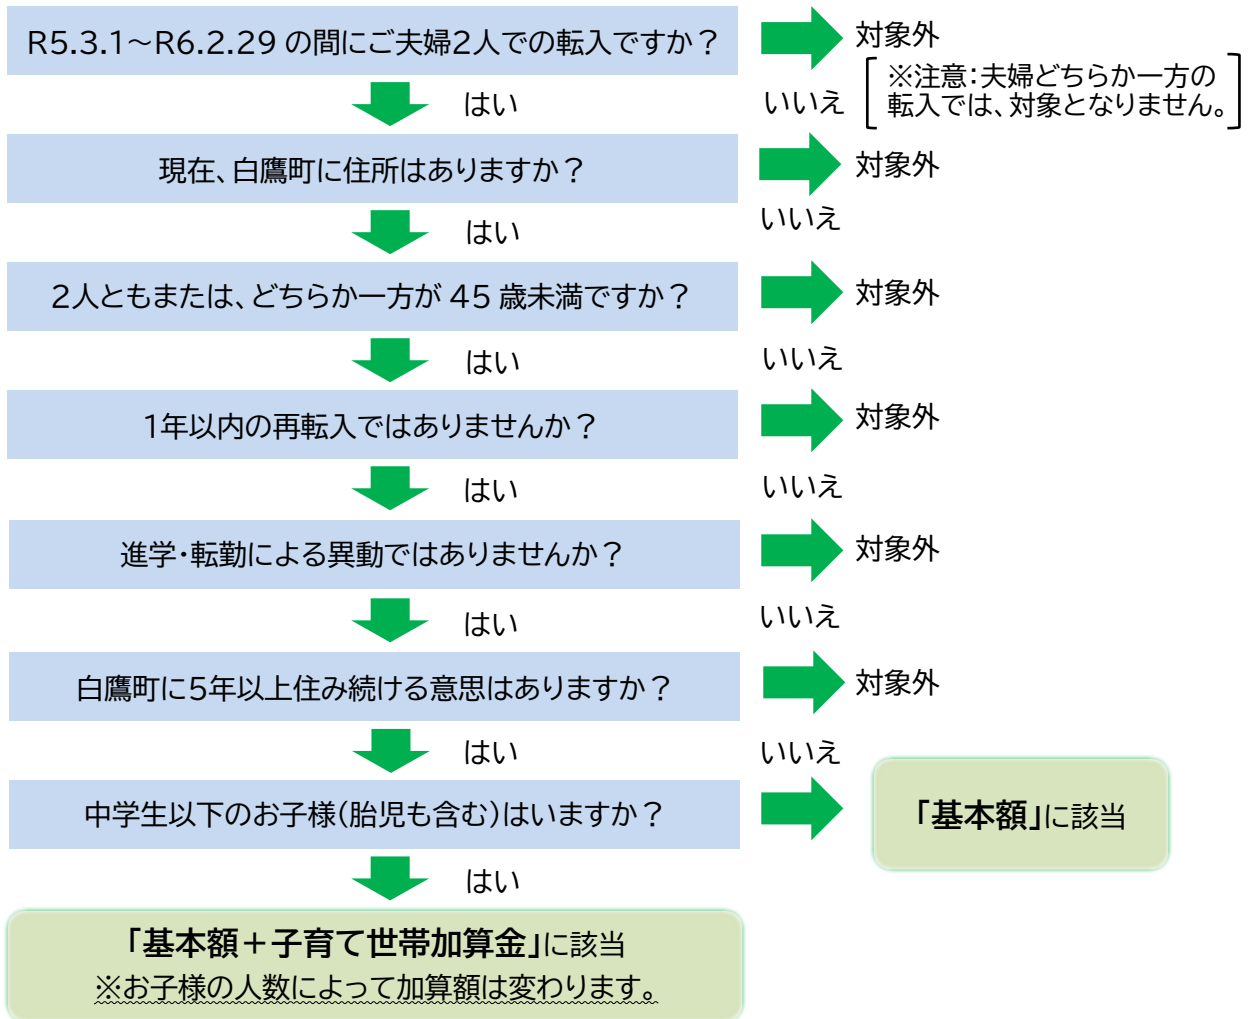 R5.3.1～R6.2.29 の間にご夫婦2人での転入ですか？
対象外
※注意：夫婦どちらか一方の
転入では、対象となりません。
はい
いいえ
現在、白鷹町に住所はありますか？
対象外
はい
いいえ
2人ともまたは、どちらか一方が 45 歳未満ですか？
対象外
はい
いいえ
1年以内の再転入ではありませんか？
対象外
はい
いいえ
進学・転勤による異動ではありませんか？
対象外
はい
いいえ
白鷹町に5年以上住み続ける意思はありますか？
対象外
はい
いいえ
中学生以下のお子様(胎児も含む)はいますか？
「基本額」に該当
はい
「基本額＋子育て世帯加算金」に該当
※お子様の人数によって加算額は変わります。